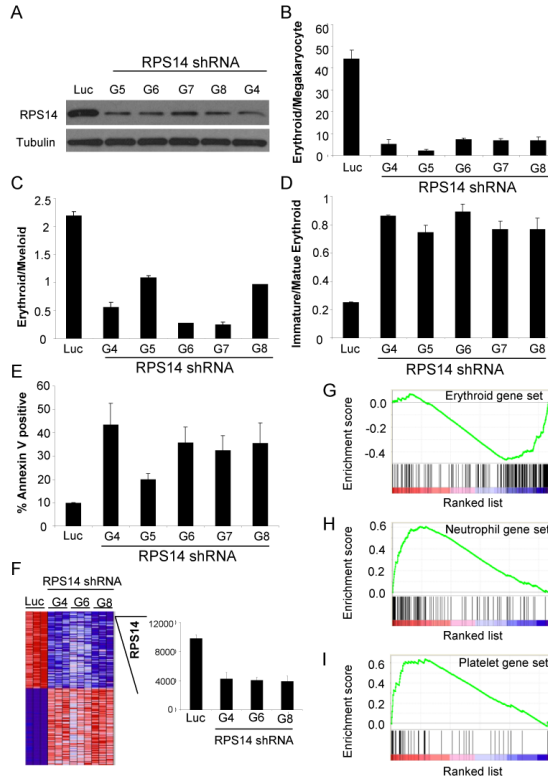 A
RPS14 shRNA
Luc G5 G6 G7 G8 G4
RPS14
Tubulin
B
Erythroid/Megakaryocyte
60
50
40
30
20
10
0
Luc G4 G5 G6 G7 G8
RPS14 shRNA
C
Erythroid/Myeloid
2.5
2
1.5
1
0.5
0
Luc G4 G5 G6 G7 G8
RPS14 shRNA
D
Immature/Matue Erythroid
1
0.8
0.6
0.4
0.2
0
Luc G4 G5 G6 G7 G8
RPS14 shRNA
E
% Annexin V positive
60
50
40
30
20
10
0
Luc G4 G5 G6 G7 G8
RPS14 shRNA
F
RPS14 shRNA
Luc G4 G6 G8
RPS14
12000
8000
4000
0
Luc G4 G6 G8
RPS14 shRNA
G
Erythroid gene set
Enrichment score
0.0
-0.2
-0.4
Ranked list
H
Neutrophil gene set
Enrichment score
0.6
0.4
0.2
0
Ranked list
I
Platelet gene set
Enrichment score
0.6
0.4
0.2
0.0
Ranked list